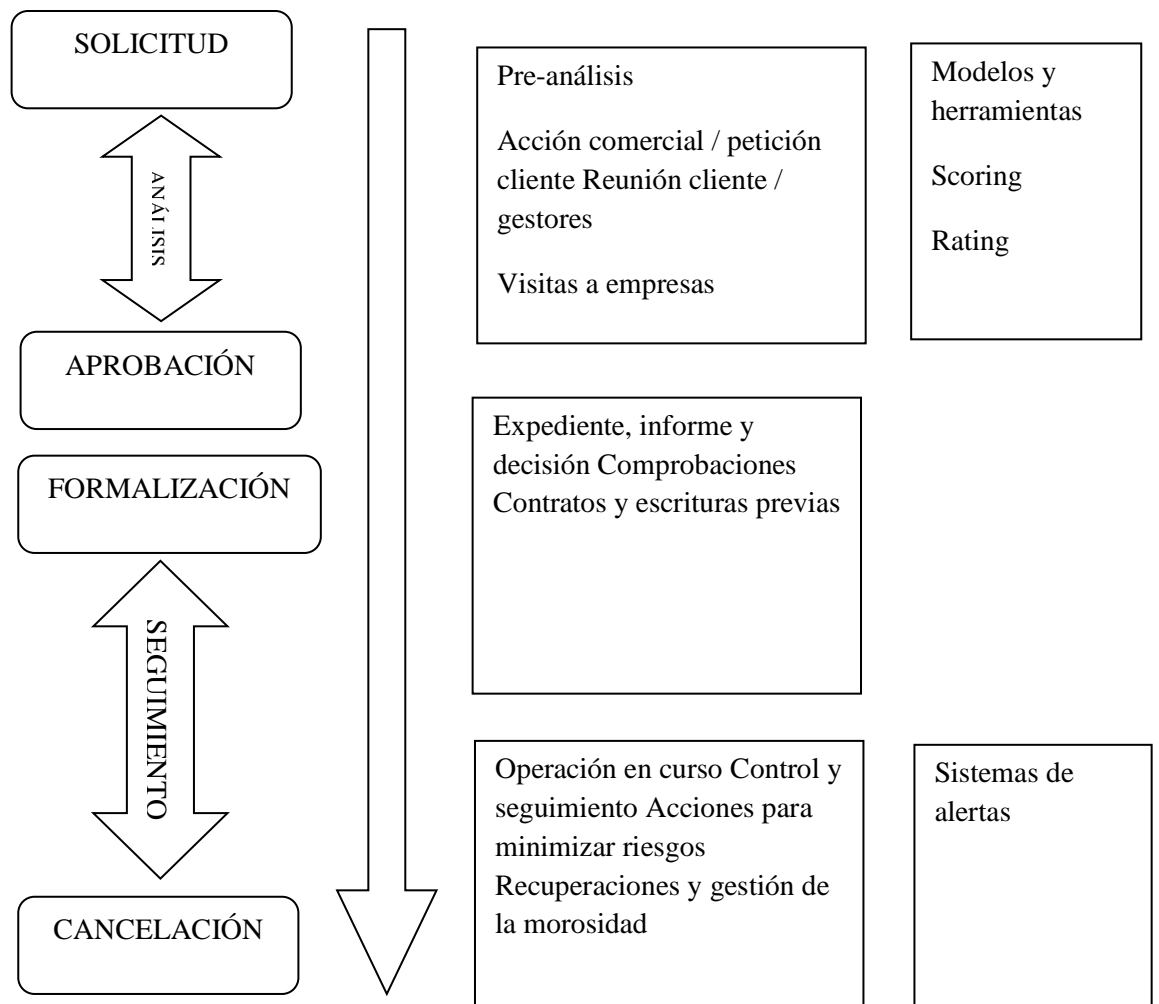 SOLICITUD
ANÁLISIS
APROBACIÓN
FORMALIZACIÓN
SEGUIMIENTO
CANCELACIÓN
Pre-análisis
Acción comercial / petición
cliente Reunión cliente /
gestores
Visitas a empresas
Modelos y
herramientas
Scoring
Rating
Expediente, informe y
decisión Comprobaciones
Contratos y escrituras previas
Operación en curso Control y
seguimiento Acciones para
minimizar riesgos
Recuperaciones y gestión de
la morosidad
Sistemas de
alertas